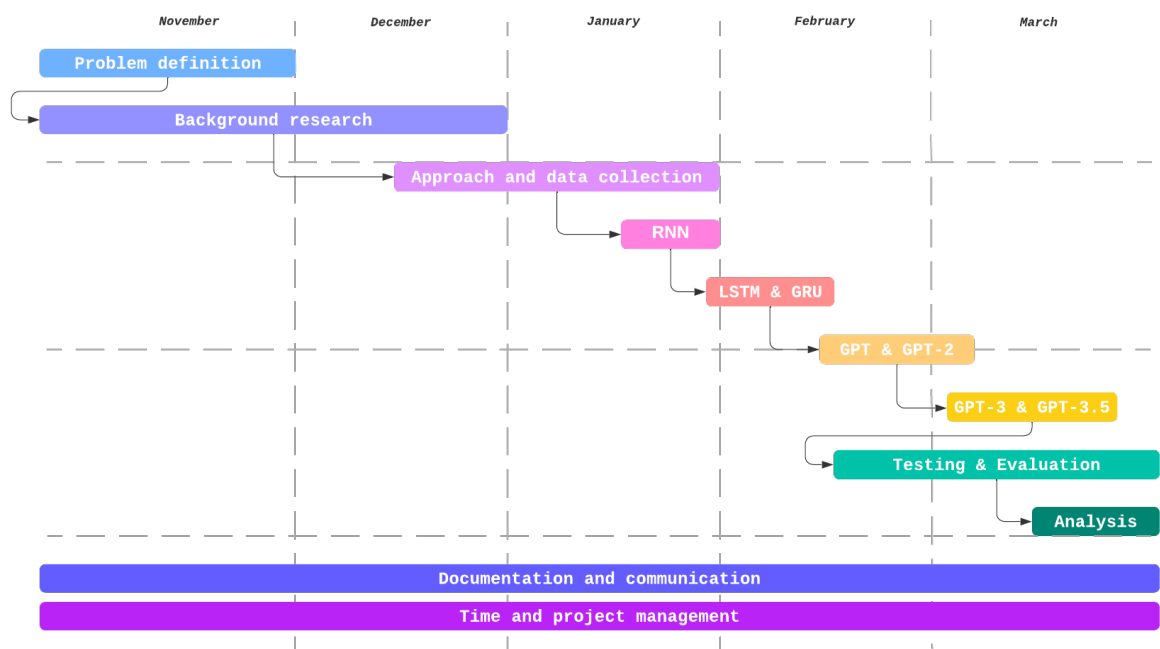 November December January February March
Problem definition
Background research
Approach and data collection
RNN
LSTM & GRU
GPT & GPT-2
GPT-3 & GPT-3.5
Testing & Evaluation
Analysis
Documentation and communication
Time and project management